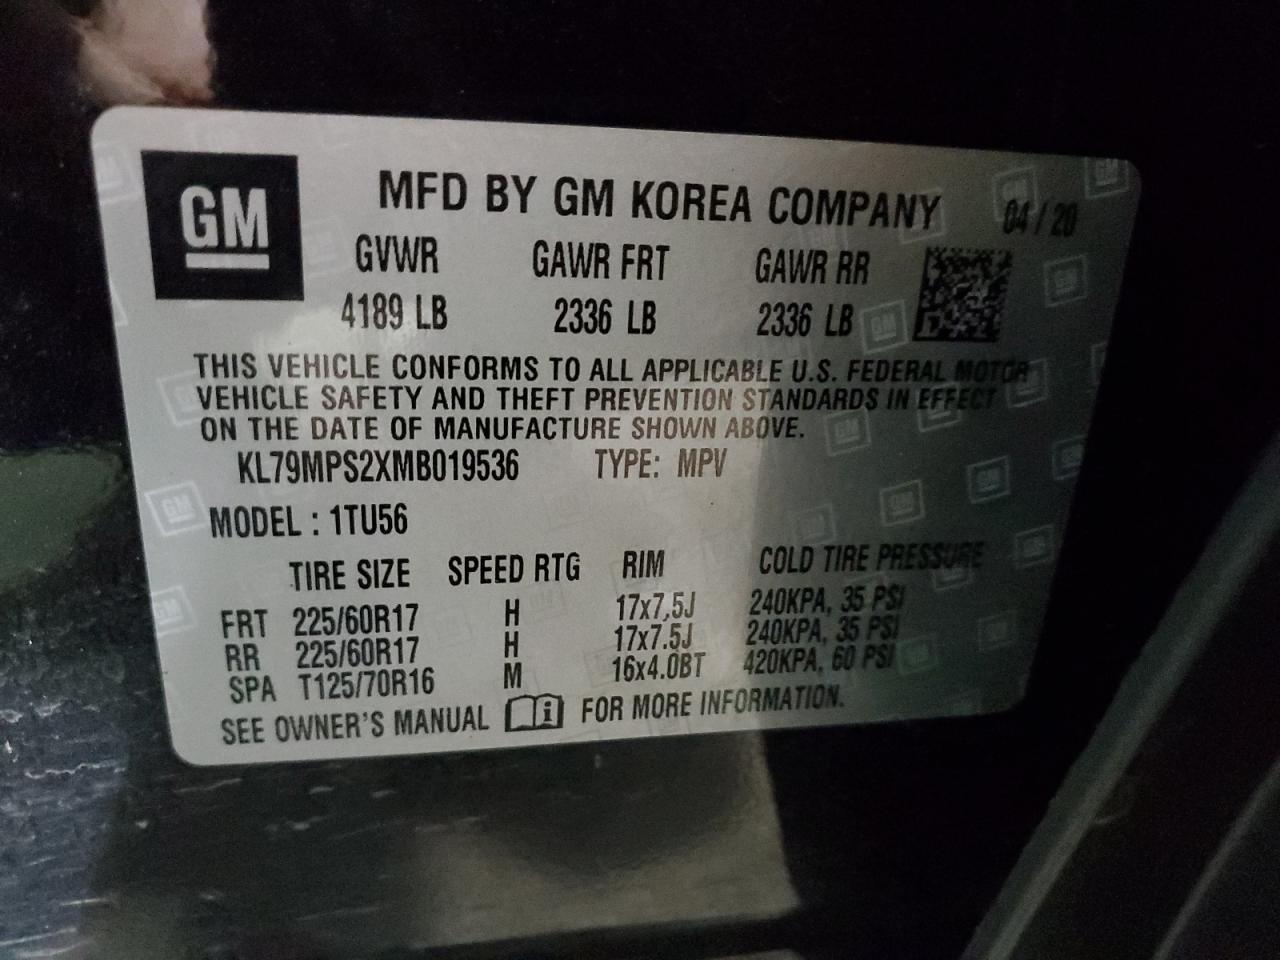 GM
MFD BY GM KOREA COMPANY 04 / 20
GVWR GAWR FRT GAWR RR
4189 LB 2336 LB 2336 LB
THIS VEHICLE CONFORMS TO ALL APPLICABLE U.S. FEDERAL MOTOR
VEHICLE SAFETY AND THEFT PREVENTION STANDARDS IN EFFECT
ON THE DATE OF MANUFACTURE SHOWN ABOVE.
KL79MPS2XMB019536 TYPE: MPV
MODEL : 1TU56
TIRE SIZE SPEED RTG RIM COLD TIRE PRESSURE
FRT 225/60R17 H 17x7,5J 240KPA, 35 PSI
RR 225/60R17 H 17x7.5J 240KPA, 35 PSI
SPA T125/70R16 M 16x4.0BT 420KPA, 60 PSI
SEE OWNER'S MANUAL i FOR MORE INFORMATION.